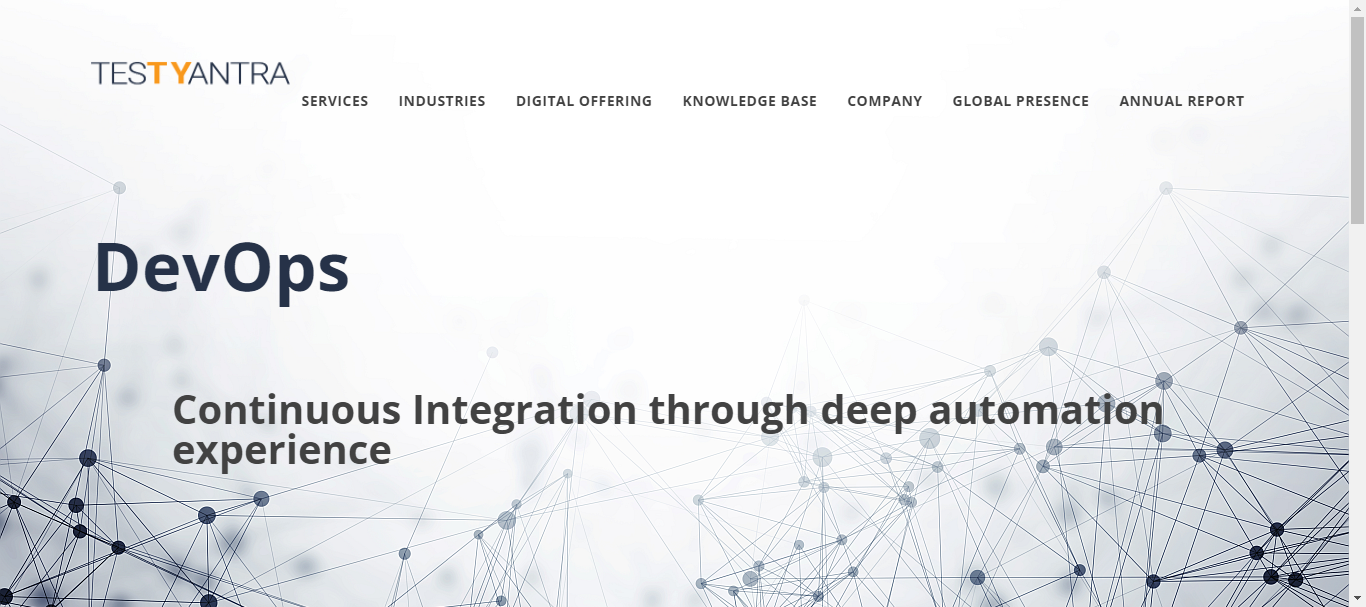 TESTYANTRA
SERVICES INDUSTRIES DIGITAL OFFERING KNOWLEDGE BASE COMPANY GLOBAL PRESENCE ANNUAL REPORT
DevOps
Continuous Integration through deep automation
experience